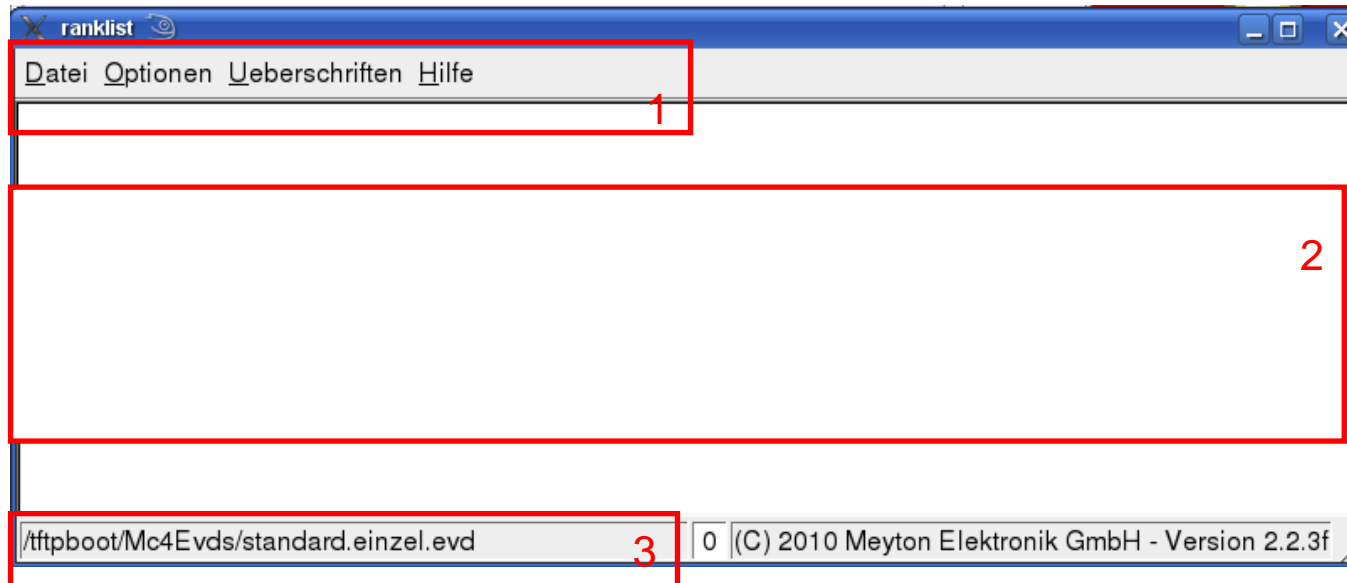 ranklist
Datei Optionen Ueberschriften Hilfe
1
2
/tftpboot/Mc4Evds/standard.einzel.evd
3
0
(C) 2010 Meyton Elektronik GmbH - Version 2.2.3f